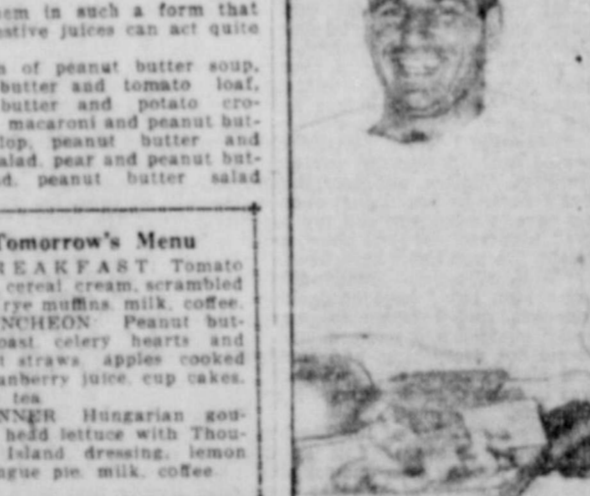 em in such a form that
stive juices can act quite
s of peanut butter soup,
butter and tomato loaf,
butter and potato cro-
macaroni and peanut but-
lop, peanut butter and
alad, pear and peanut but-
d, peanut butter salad
Tomorrow's Menu
REAKFAST Tomato
cereal cream, scrambled
rye muffins, milk, coffee.
NCHEON Peanut but-
oast celery hearts and
t straws apples cooked
anberry juice, cup cakes,
tea
NNER Hungarian gou-
head lettuce with Thou-
Island dressing, lemon
ngue pie, milk, coffee